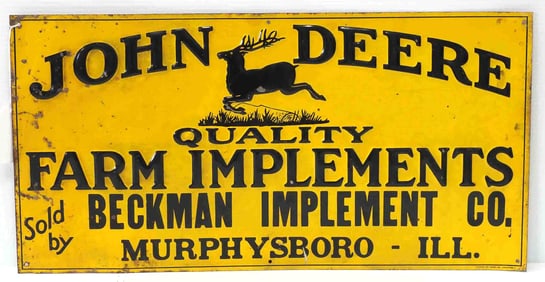 JOHN DEERE
QUALITY
FARM IMPLEMENTS
Sold by BECKMAN IMPLEMENT CO.
MURPHYSBORO - ILL.